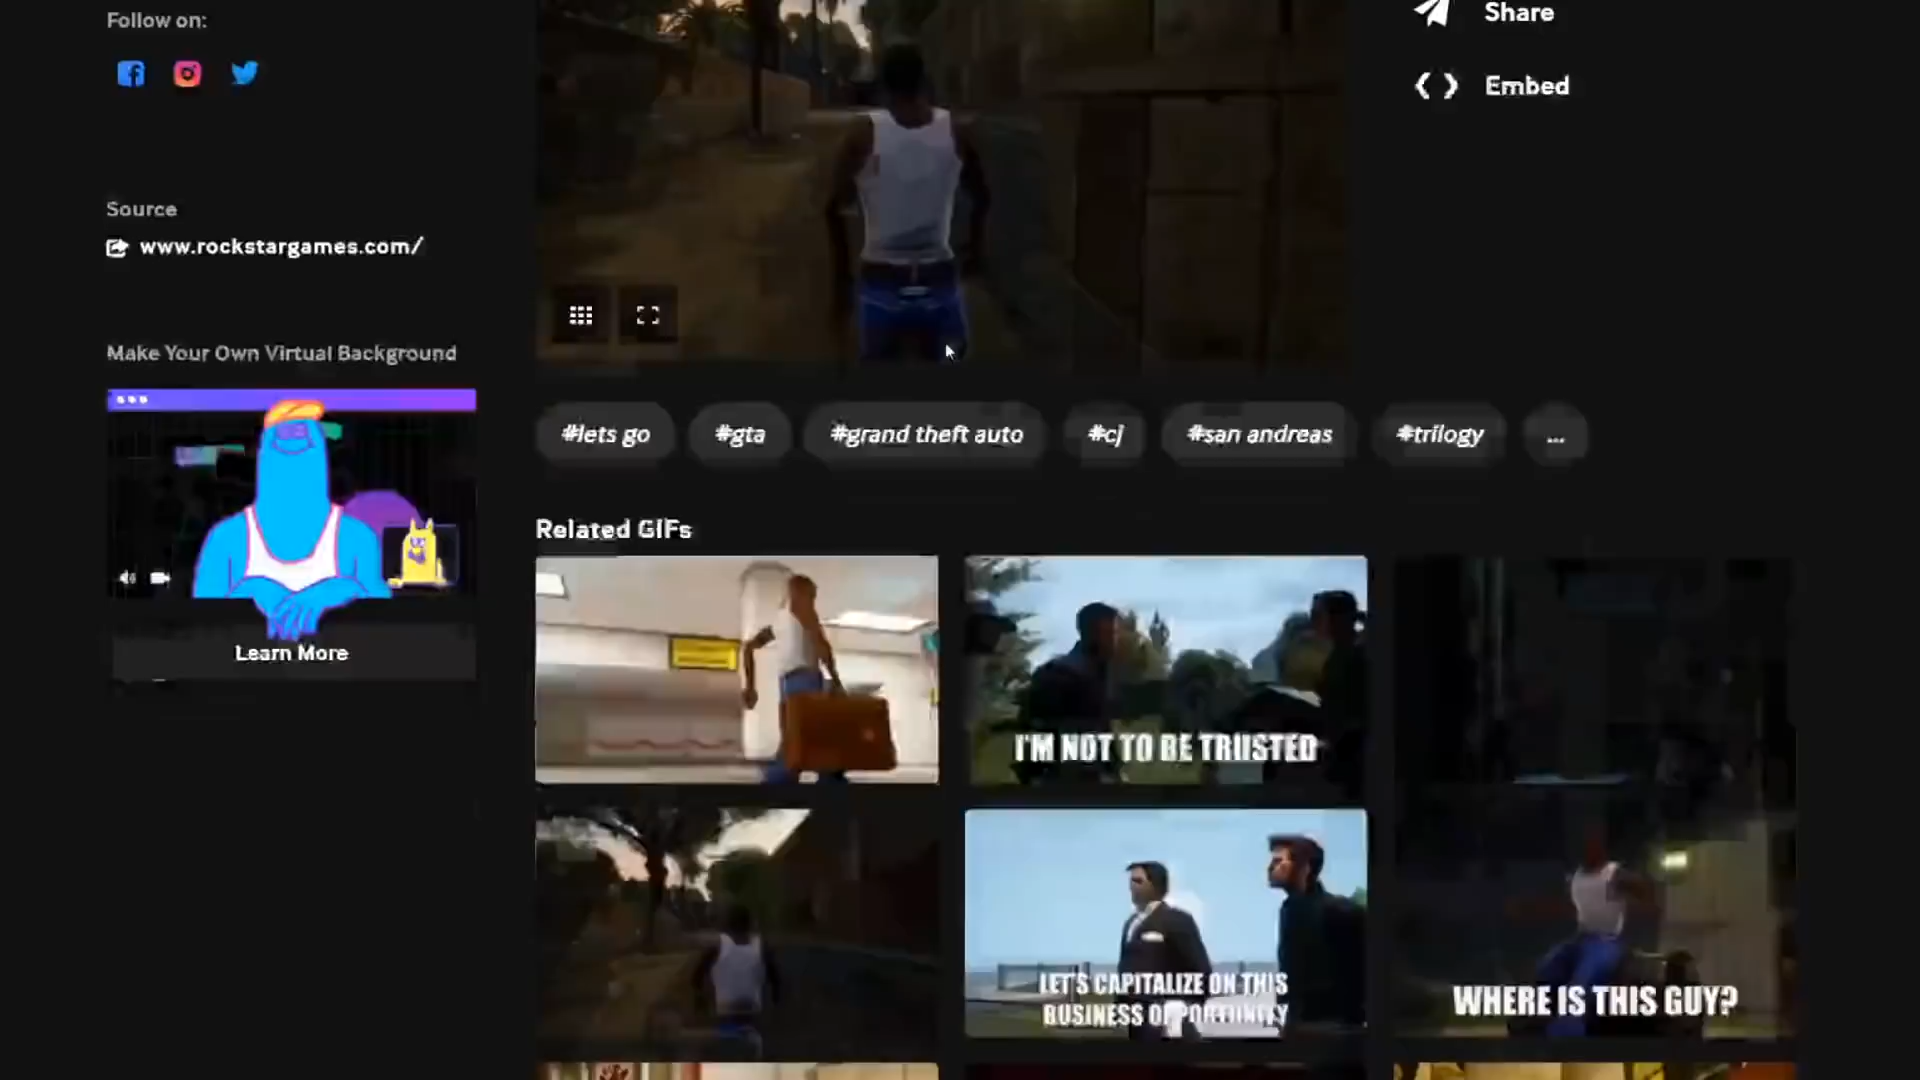 Follow on:
Share
Embed
Source
www.rockstargames.com/
Make Your Own Virtual Background
Learn More
#lets go
#gta
#grand theft auto
#cj
#san andreas
#trilogy
...
Related GIFs
I'M NOT TO BE TRUSTED
LET'S CAPITALIZE ON THIS
BUSINESS OPPORTUNITY
WHERE IS THIS GUY?